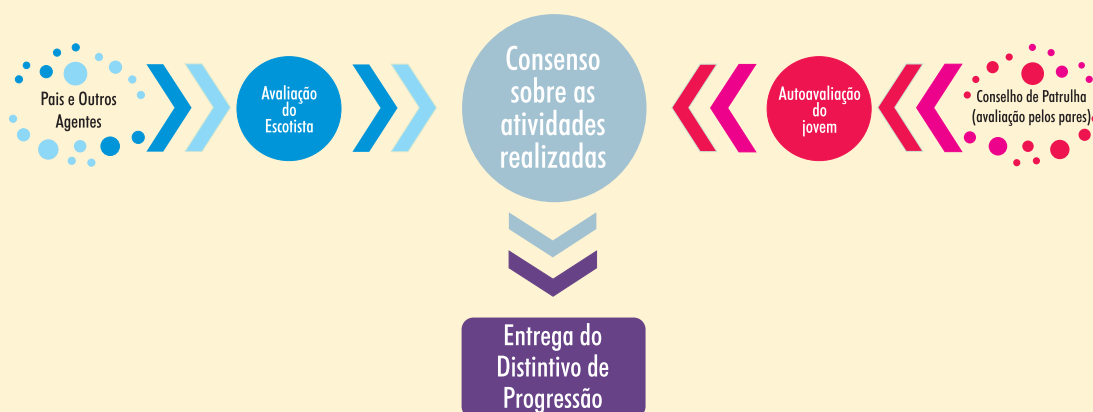 Pais e Outros
Agentes
Avaliação
do
Escotista
Consenso
sobre as
atividades
realizadas
Autoavaliação
do
jovem
Conselho de Patrulha
(avaliação pelos pares)
Entrega do
Distintivo de
Progressão